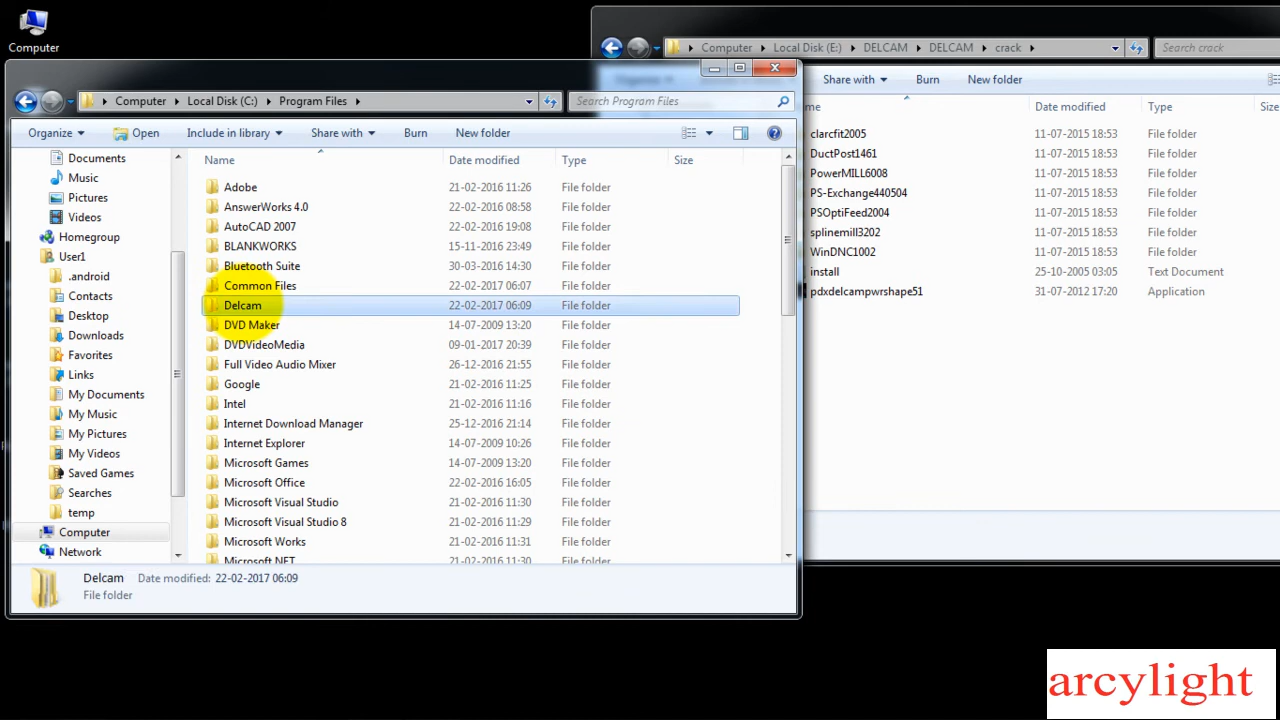 Computer
Computer Local Disk (E:) DELCAM DELCAM crack
Search crack
Share with Burn New folder
Date modified Type
clarcfit2005 11-07-2015 18:53 File folder
DuctPost1461 11-07-2015 18:53 File folder
PowerMILL6008 11-07-2015 18:53 File folder
PS-Exchange440504 11-07-2015 18:53 File folder
PSOptiFeed2004 11-07-2015 18:53 File folder
splinemill3202 11-07-2015 18:53 File folder
WinDNC1002 11-07-2015 18:53 File folder
install 25-10-2005 03:05 Text Document
pdxdelcampwrshape51 31-07-2012 17:20 Application
Computer Local Disk (C:) Program Files
Search Program Files
Organize Open Include in library Share with Burn New folder
Name Date modified Type Size
Documents
Music
Pictures
Videos
Homegroup
User1
.android
Contacts
Desktop
Downloads
Favorites
Links
My Documents
My Music
My Pictures
My Videos
Saved Games
Searches
temp
Computer
Network
Adobe 21-02-2016 11:26 File folder
AnswerWorks 4.0 22-02-2016 08:58 File folder
AutoCAD 2007 22-02-2016 19:08 File folder
BLANKWORKS 15-11-2016 23:49 File folder
Bluetooth Suite 30-03-2016 14:30 File folder
Common Files 22-02-2017 06:07 File folder
Delcam 22-02-2017 06:09 File folder
DVD Maker 14-07-2009 13:20 File folder
DVDVideoMedia 09-01-2017 20:39 File folder
Full Video Audio Mixer 26-12-2016 21:55 File folder
Google 21-02-2016 11:25 File folder
Intel 21-02-2016 11:16 File folder
Internet Download Manager 25-12-2016 21:14 File folder
Internet Explorer 14-07-2009 10:26 File folder
Microsoft Games 14-07-2009 13:20 File folder
Microsoft Office 22-02-2016 16:05 File folder
Microsoft Visual Studio 21-02-2016 11:30 File folder
Microsoft Visual Studio 8 21-02-2016 11:29 File folder
Microsoft Works 21-02-2016 11:31 File folder
Microsoft.NET 21-02-2016 11:30 File folder
Delcam Date modified: 22-02-2017 06:09
File folder
arcylight